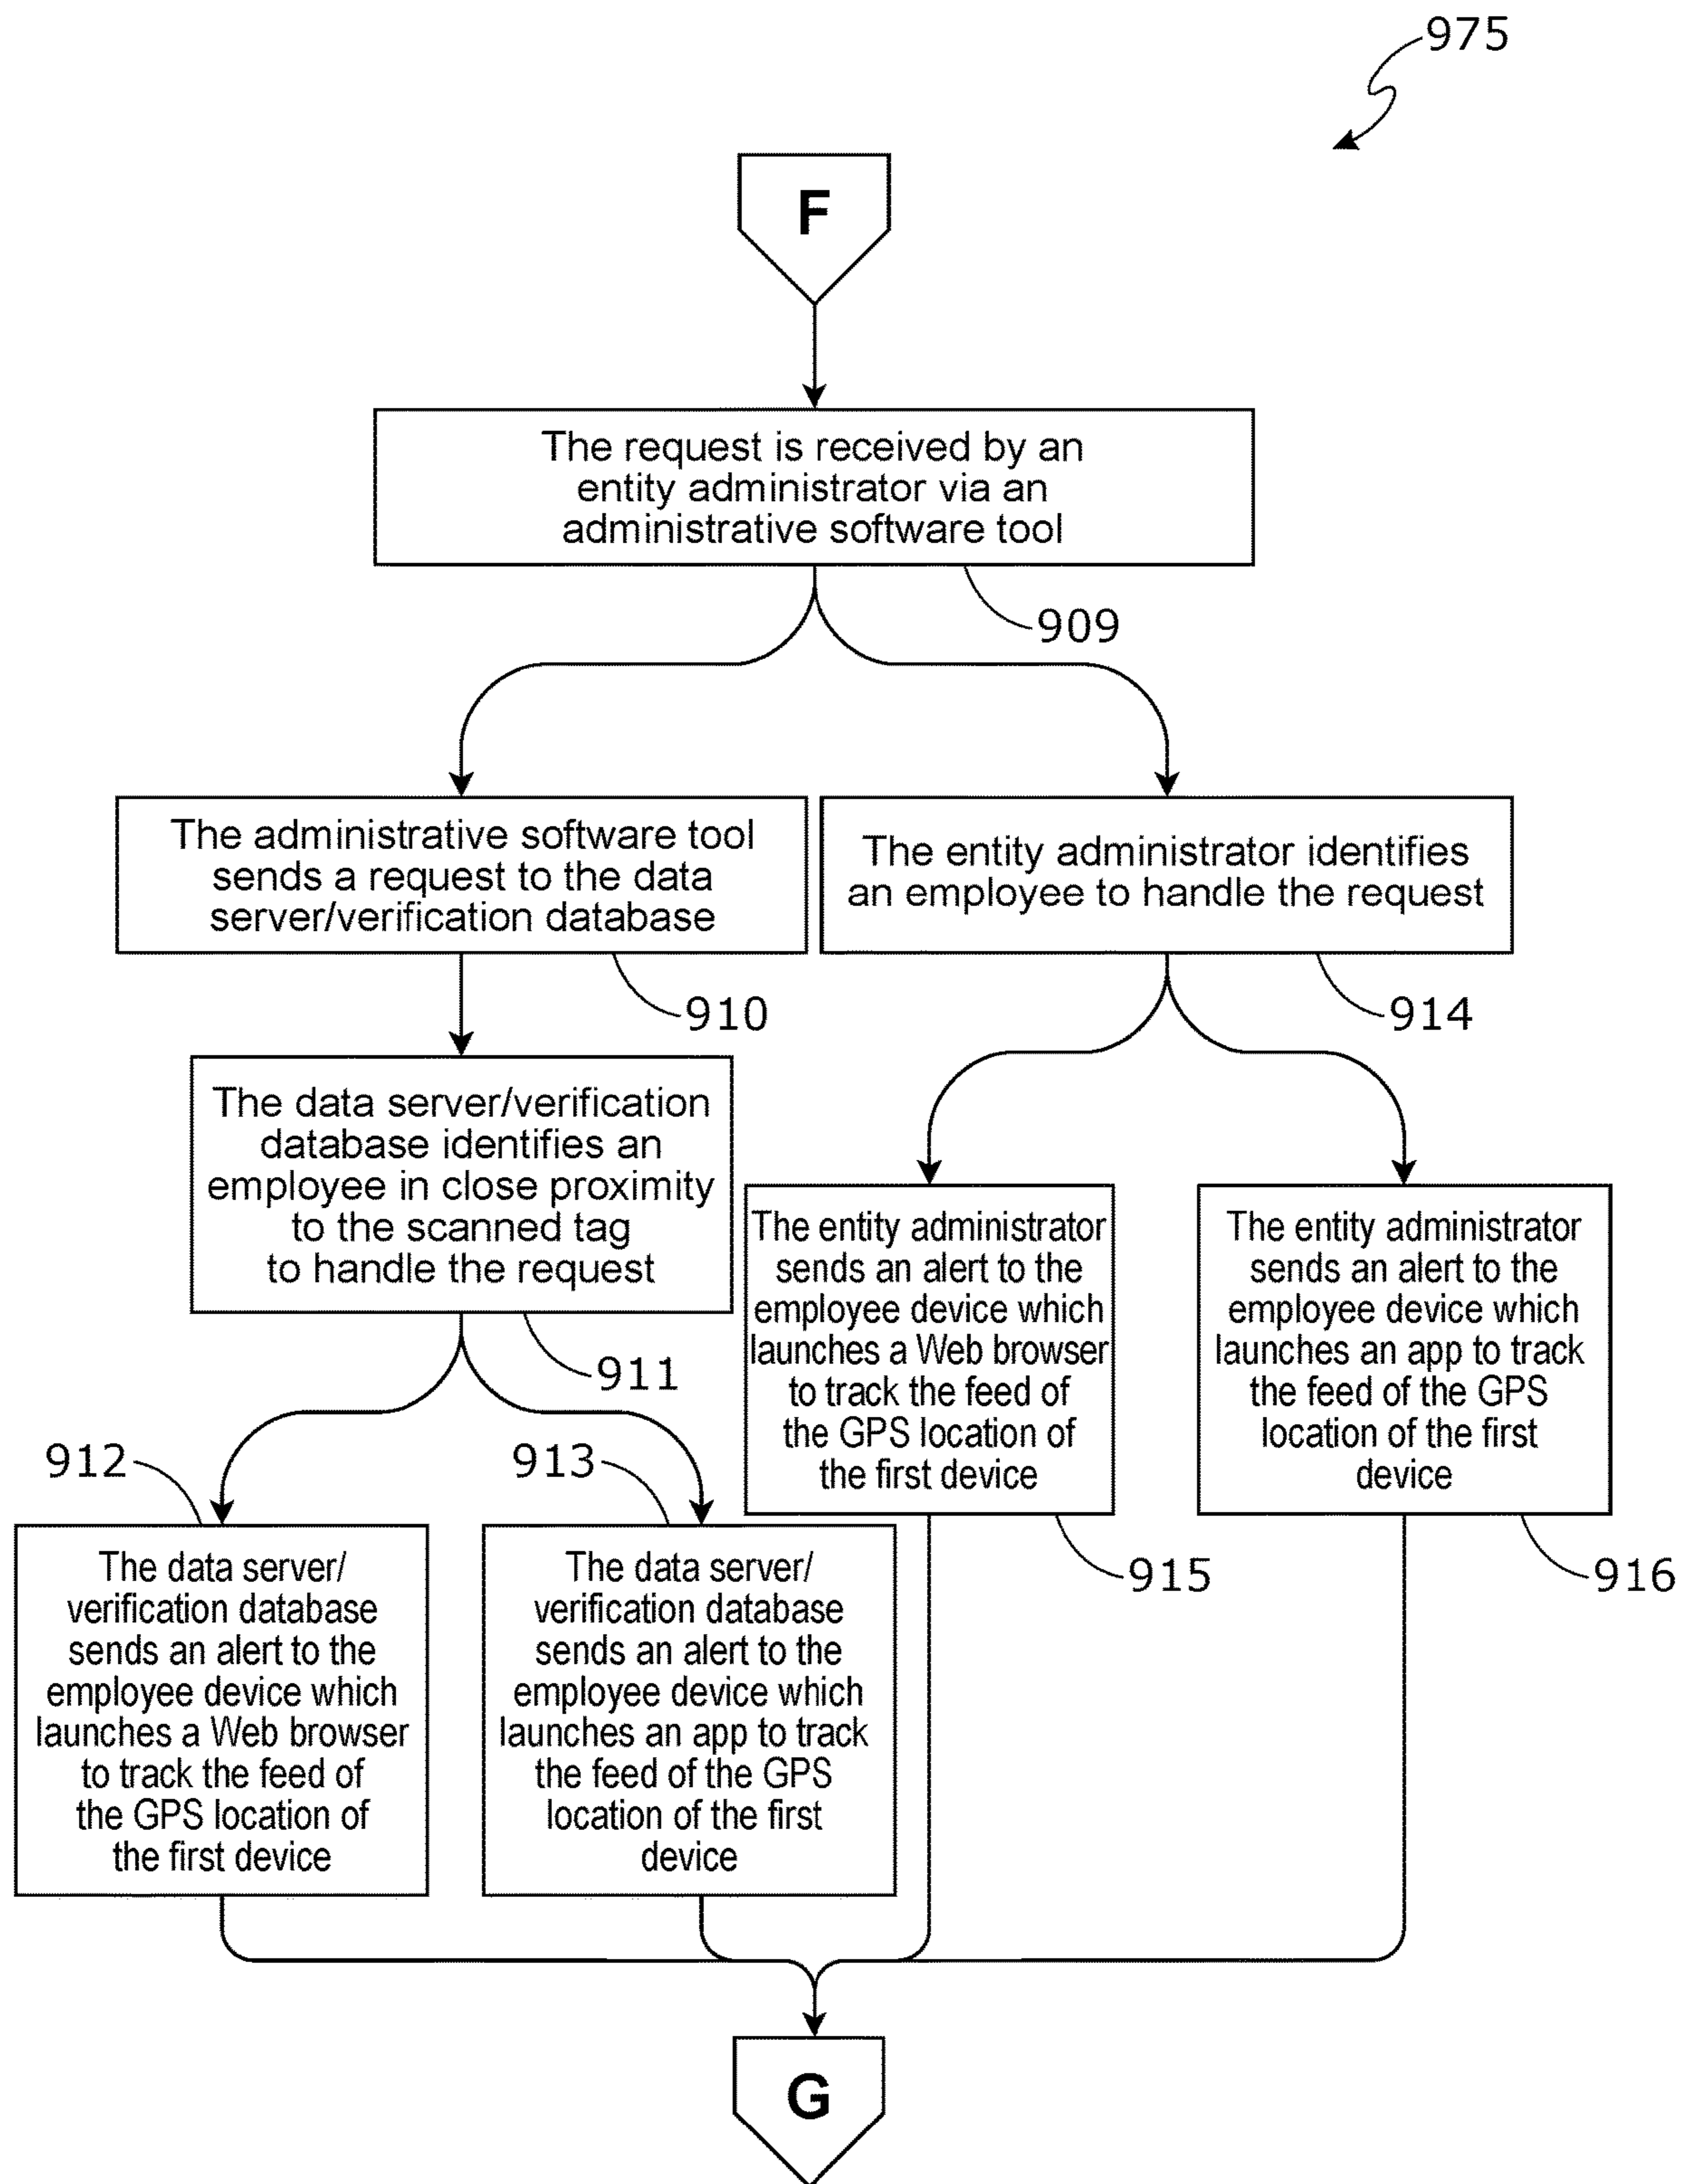 975
F
The request is received by an
entity administrator via an
administrative software tool
909
The administrative software tool
sends a request to the data
server/verification database
910
The entity administrator identifies
an employee to handle the request
914
The data server/verification
database identifies an
employee in close proximity
to the scanned tag
to handle the request
911
The entity administrator
sends an alert to the
employee device which
launches a Web browser
to track the feed of
the GPS location of
the first device
915
The entity administrator
sends an alert to the
employee device which
launches an app to track
the feed of the GPS
location of the first
device
916
912
The data server/
verification database
sends an alert to the
employee device which
launches a Web browser
to track the feed of
the GPS location of
the first device
913
The data server/
verification database
sends an alert to the
employee device which
launches an app to track
the feed of the GPS
location of the first
device
G